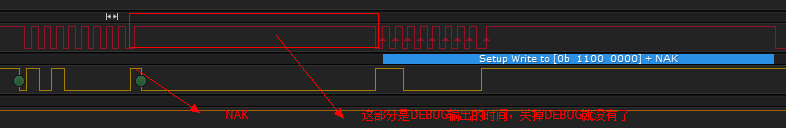 Setup Write to [0b 1100 0000] + NAK
NAK
这部分是DEBUG输出的时间，关掉DEBUG就没有了